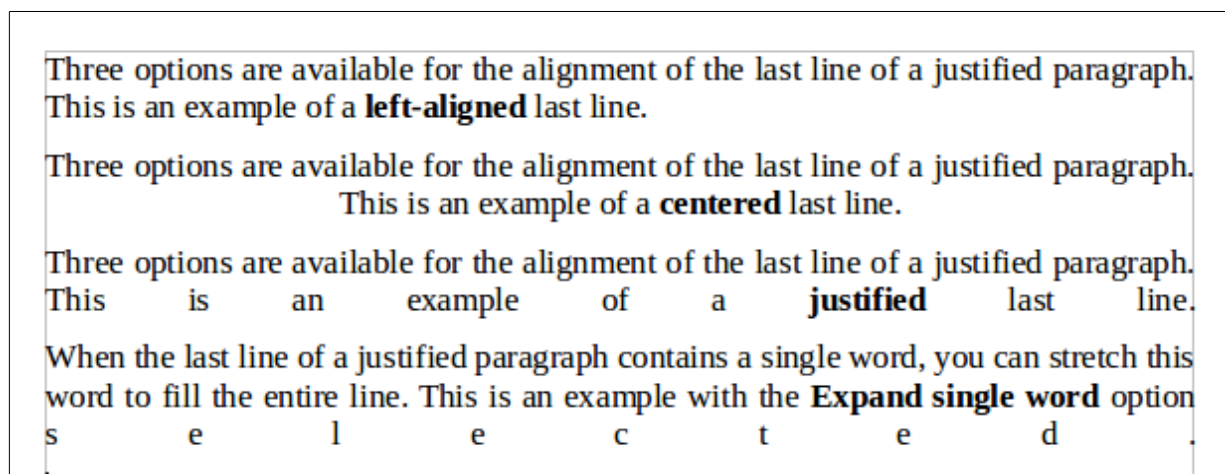 Three options are available for the alignment of the last line of a justified paragraph.
This is an example of a left-aligned last line.
Three options are available for the alignment of the last line of a justified paragraph.
This is an example of a centered last line.
Three options are available for the alignment of the last line of a justified paragraph.
This is an example of a justified last line.
When the last line of a justified paragraph contains a single word, you can stretch this
word to fill the entire line. This is an example with the Expand single word option
s e l e c t e d .